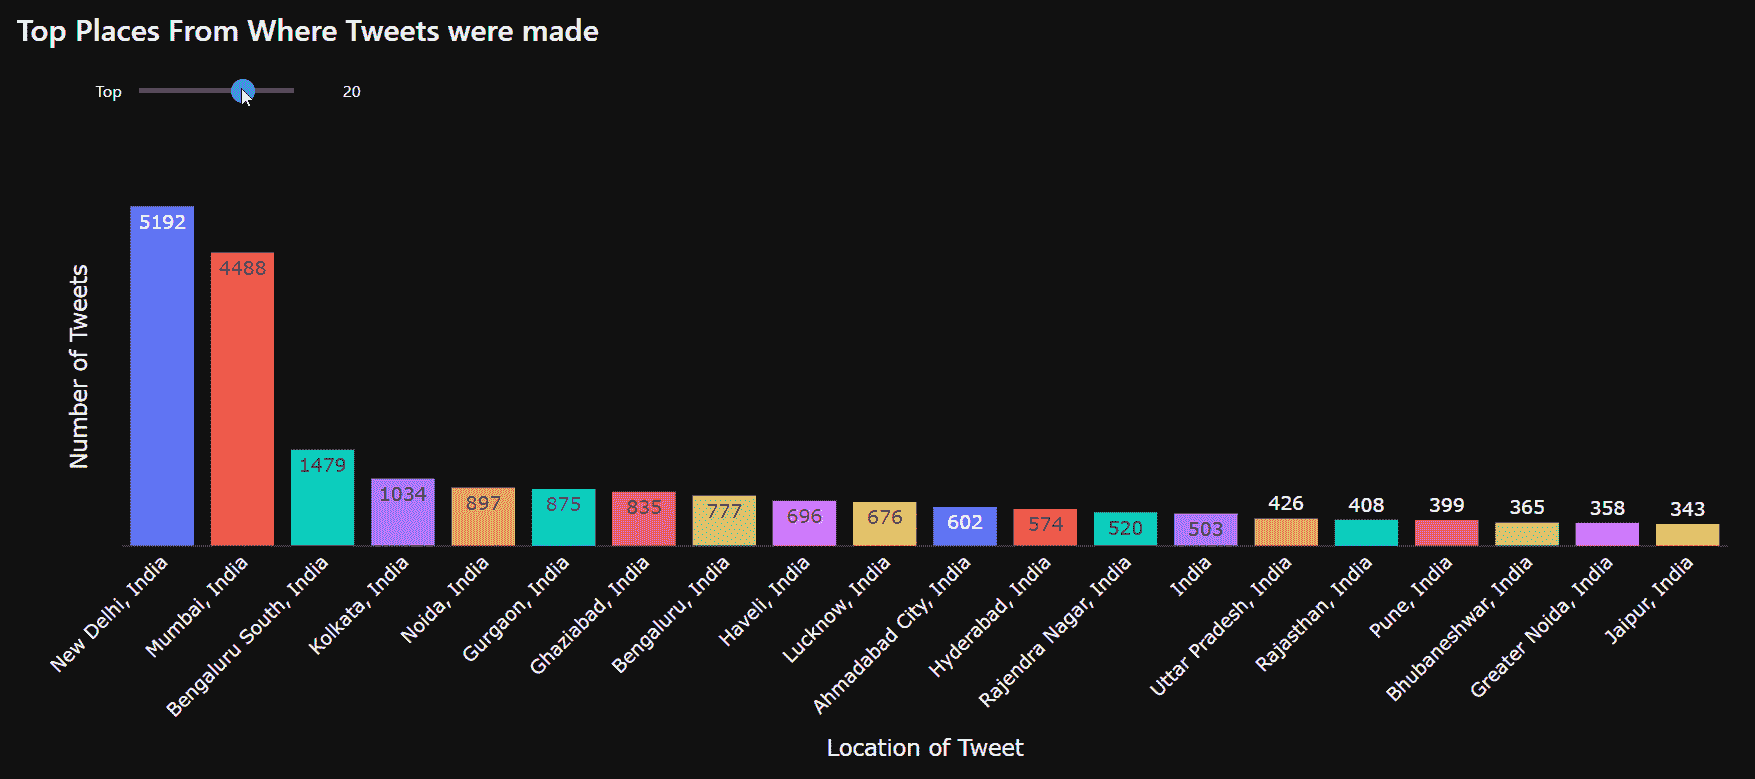 Top Places From Where Tweets were made
Top 20
Number of Tweets
5192
4488
1479
1034
897
875
835
777
696
676
602
574
520
503
426
408
399
365
358
343
New Delhi, India
Mumbai, India
Bengaluru South, India
Kolkata, India
Noida, India
Gurgaon, India
Ghaziabad, India
Bengaluru, India
Haveli, India
Lucknow, India
Ahmadabad City, India
Hyderabad, India
Rajendra Nagar, India
India
Uttar Pradesh, India
Rajasthan, India
Pune, India
Bhubaneshwar, India
Greater Noida, India
Jaipur, India
Location of Tweet